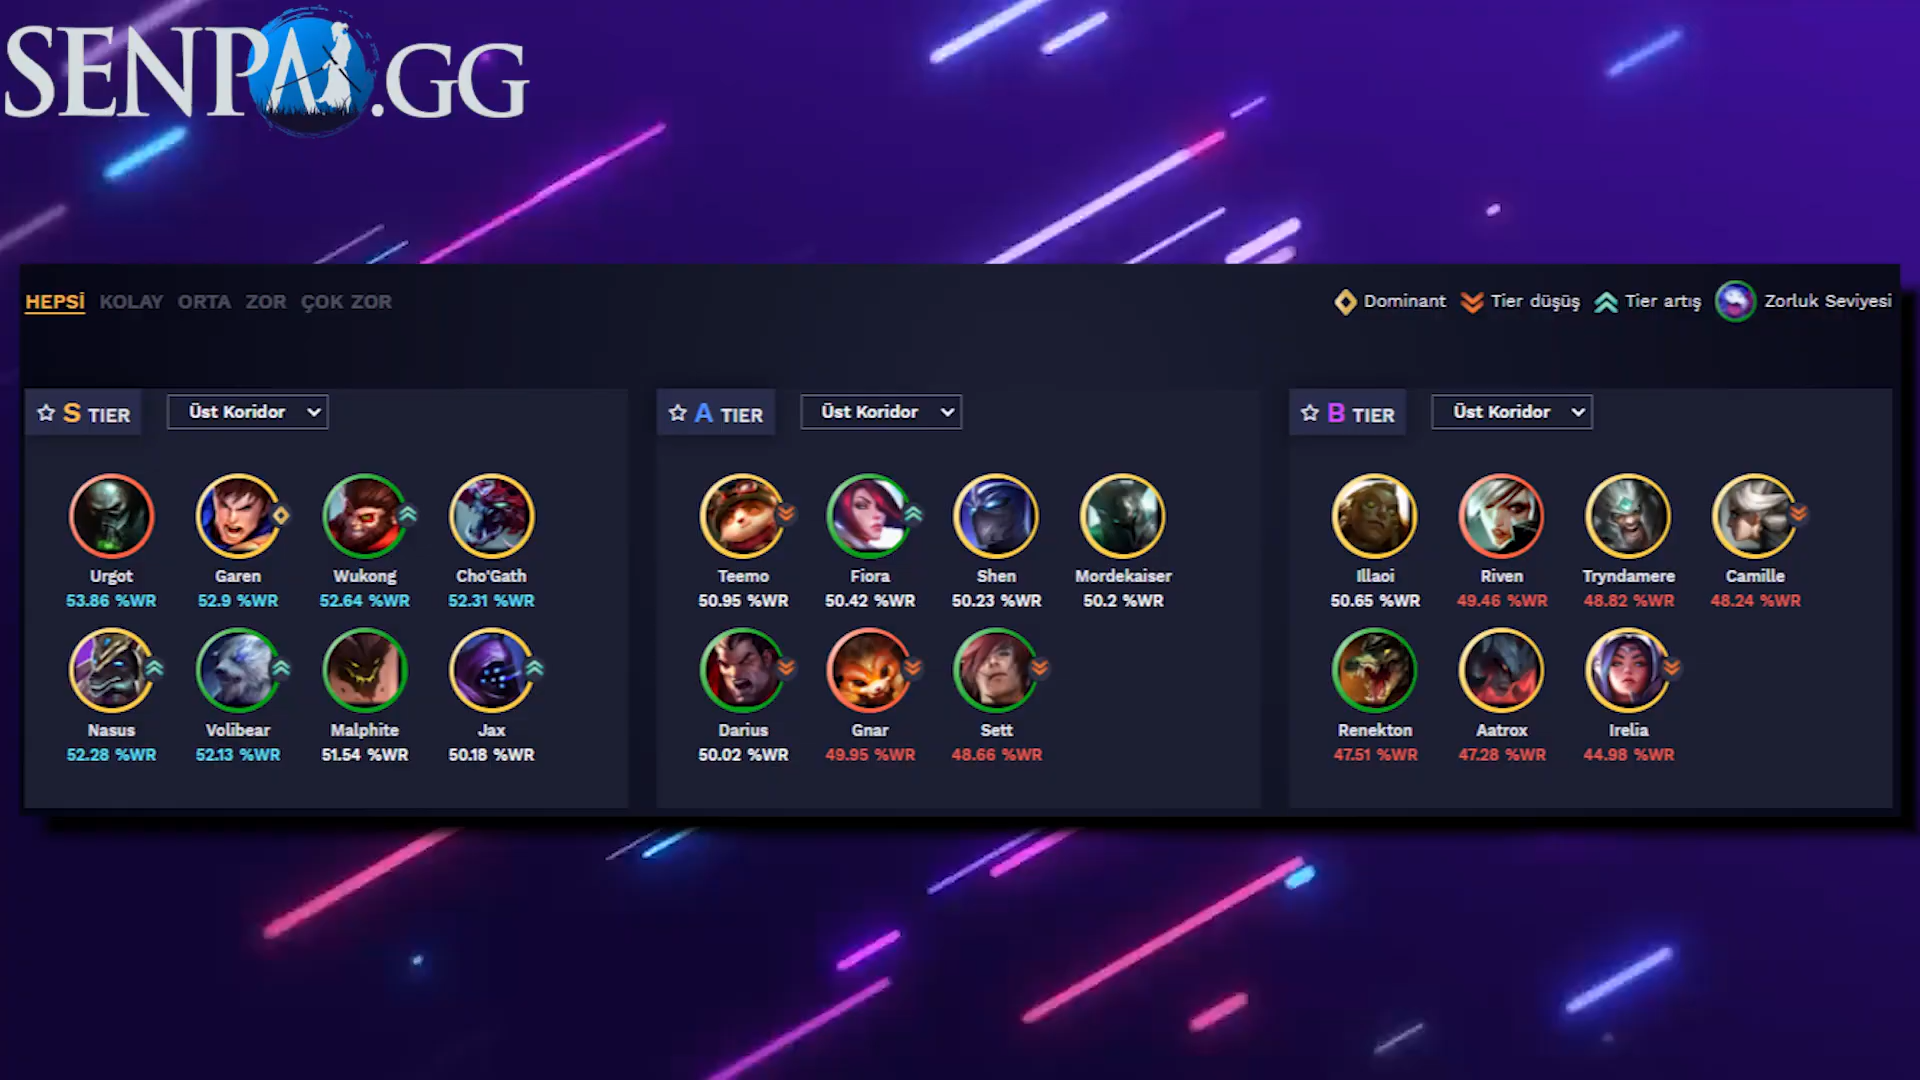 SENPAI.GG
HEPSİ KOLAY ORTA ZOR ÇOK ZOR
Dominant Tier düşüş Tier artış Zorluk Seviyesi
S TIER Üst Koridor
Urgot Garen Wukong Cho'Gath
53.86 %WR 52.9 %WR 52.64 %WR 52.31 %WR
Nasus Volibear Malphite Jax
52.28 %WR 52.13 %WR 51.54 %WR 50.18 %WR
A TIER Üst Koridor
Teemo Fiora Shen Mordekaiser
50.95 %WR 50.42 %WR 50.23 %WR 50.2 %WR
Darius Gnar Sett
50.02 %WR 49.95 %WR 48.66 %WR
B TIER Üst Koridor
Illaoi Riven Tryndamere Camille
50.65 %WR 49.46 %WR 48.82 %WR 48.24 %WR
Renekton Aatrox Irelia
47.51 %WR 47.28 %WR 44.98 %WR